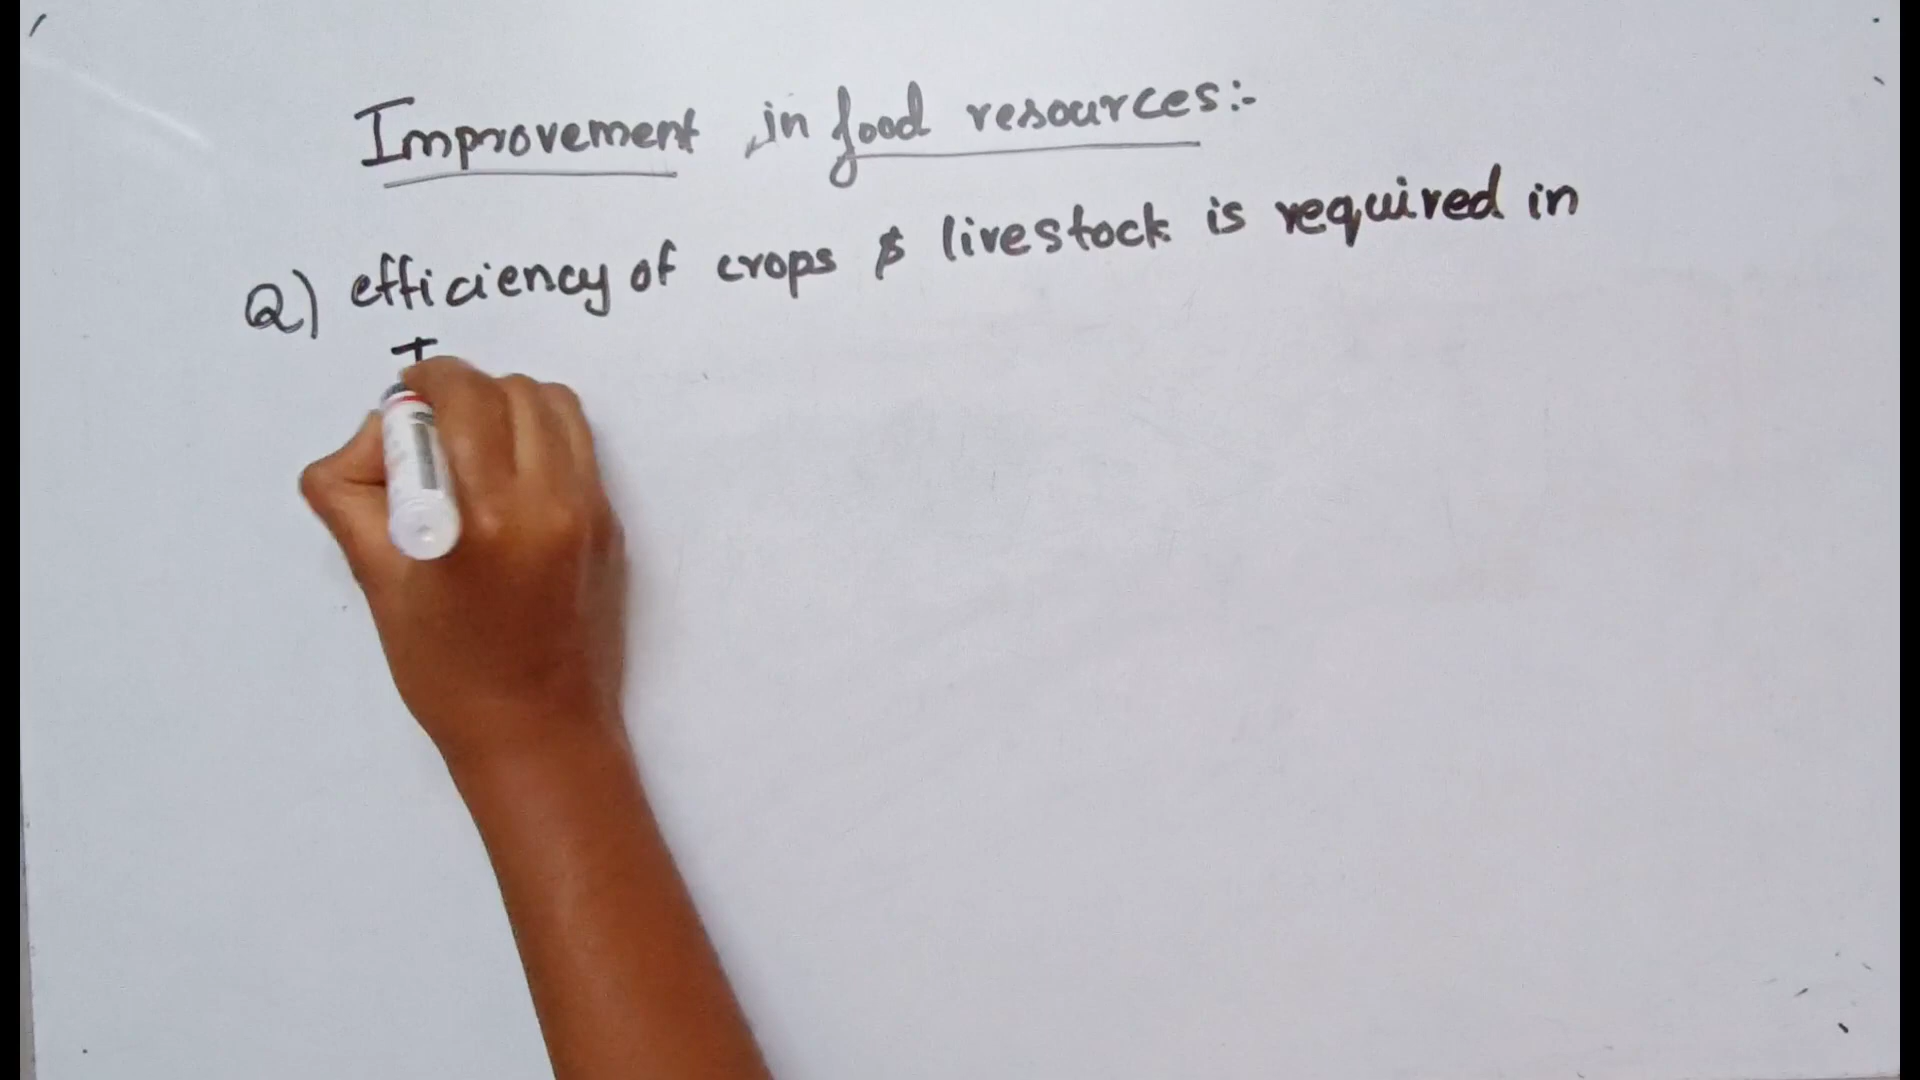 Improvement in food resources:-
Q) efficiency of crops & livestock is required in
I